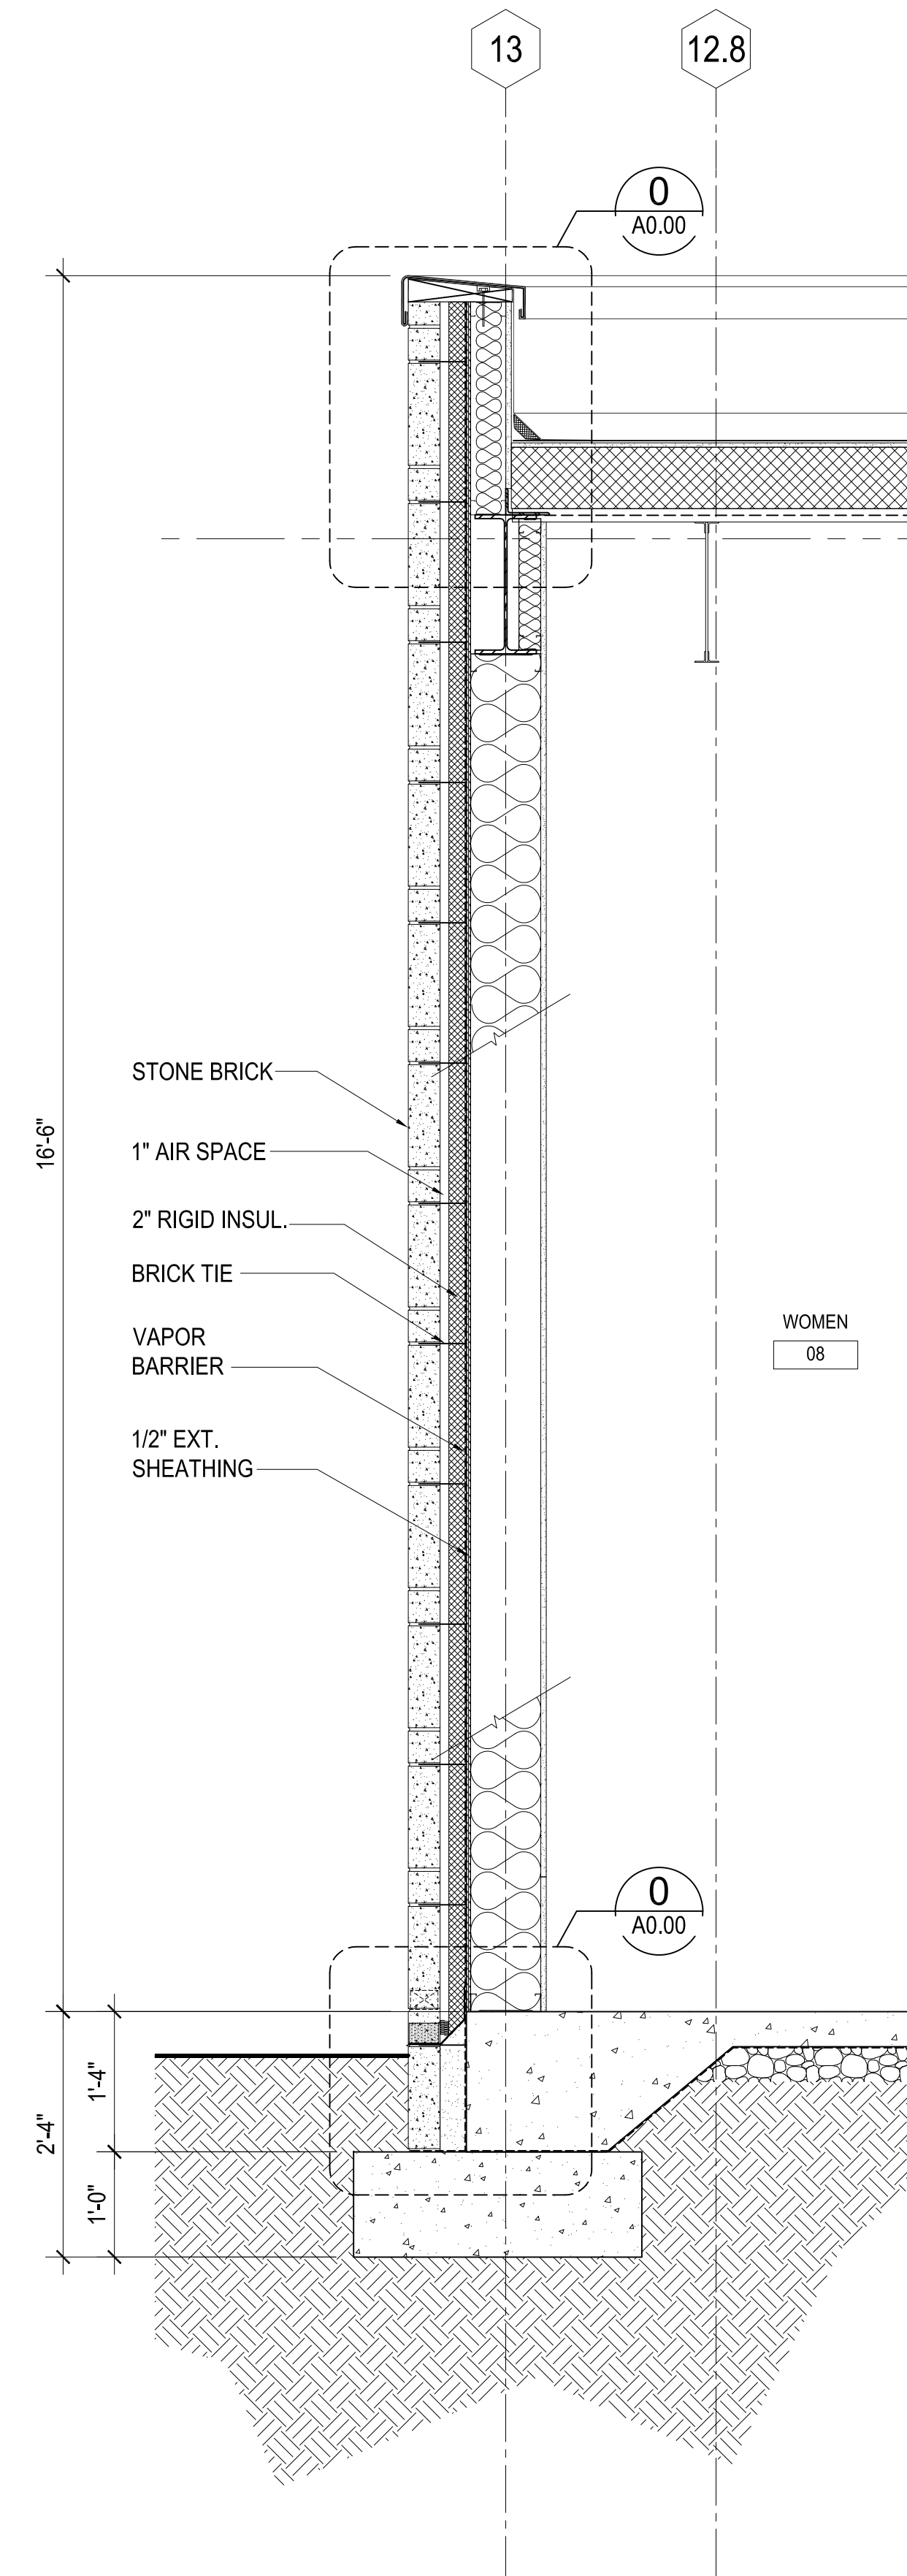 13
12.8
0
A0.00
16'-6"
STONE BRICK
1" AIR SPACE
2" RIGID INSUL.
BRICK TIE
VAPOR
BARRIER
1/2" EXT.
SHEATHING
WOMEN
08
0
A0.00
1'-4"
2'-4"
1'-0"